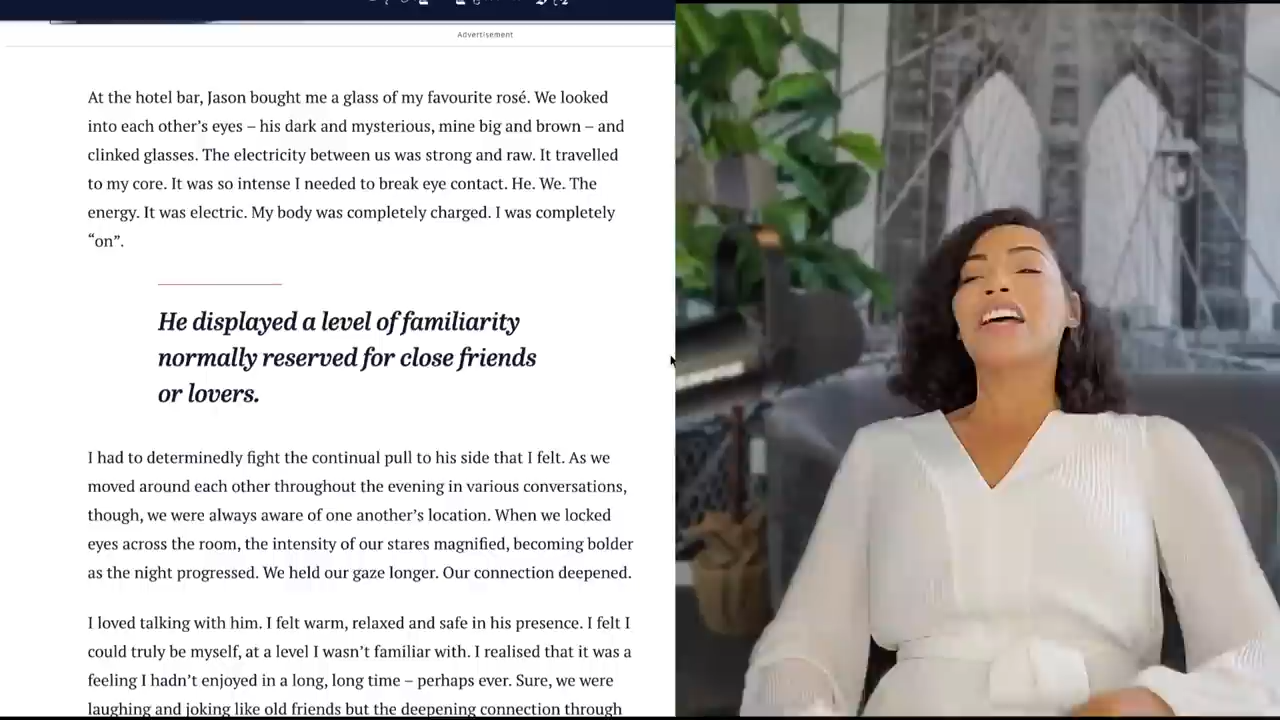 Advertisement
At the hotel bar, Jason bought me a glass of my favourite rosé. We looked
into each other’s eyes – his dark and mysterious, mine big and brown – and
clinked glasses. The electricity between us was strong and raw. It travelled
to my core. It was so intense I needed to break eye contact. He. We. The
energy. It was electric. My body was completely charged. I was completely
“on”.
He displayed a level of familiarity
normally reserved for close friends
or lovers.
I had to determinedly fight the continual pull to his side that I felt. As we
moved around each other throughout the evening in various conversations,
though, we were always aware of one another’s location. When we locked
eyes across the room, the intensity of our stares magnified, becoming bolder
as the night progressed. We held our gaze longer. Our connection deepened.
I loved talking with him. I felt warm, relaxed and safe in his presence. I felt I
could truly be myself, at a level I wasn’t familiar with. I realised that it was a
feeling I hadn’t enjoyed in a long, long time – perhaps ever. Sure, we were
laughing and joking like old friends but the deepening connection through